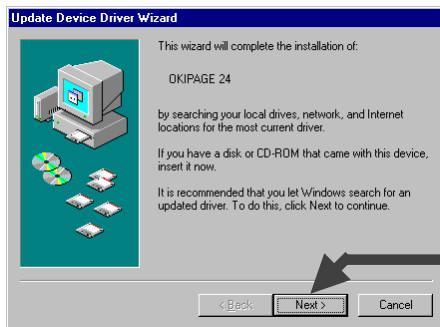 Update Device Driver Wizard
This wizard will complete the installation of:
OKIPAGE 24
by searching your local drives, network, and Internet
locations for the most current driver.
If you have a disk or CD-ROM that came with this device,
insert it now.
It is recommended that you let Windows search for an
updated driver. To do this, click Next to continue.
< Back
Next >
Cancel